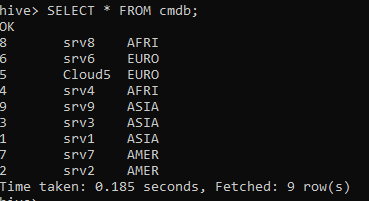 hive> SELECT * FROM cmdb;
OK
8 srv8 AFRI
6 srv6 EURO
5 Cloud5 EURO
4 srv4 AFRI
9 srv9 ASIA
3 srv3 ASIA
1 srv1 ASIA
7 srv7 AMER
2 srv2 AMER
Time taken: 0.185 seconds, Fetched: 9 row(s)
hive>